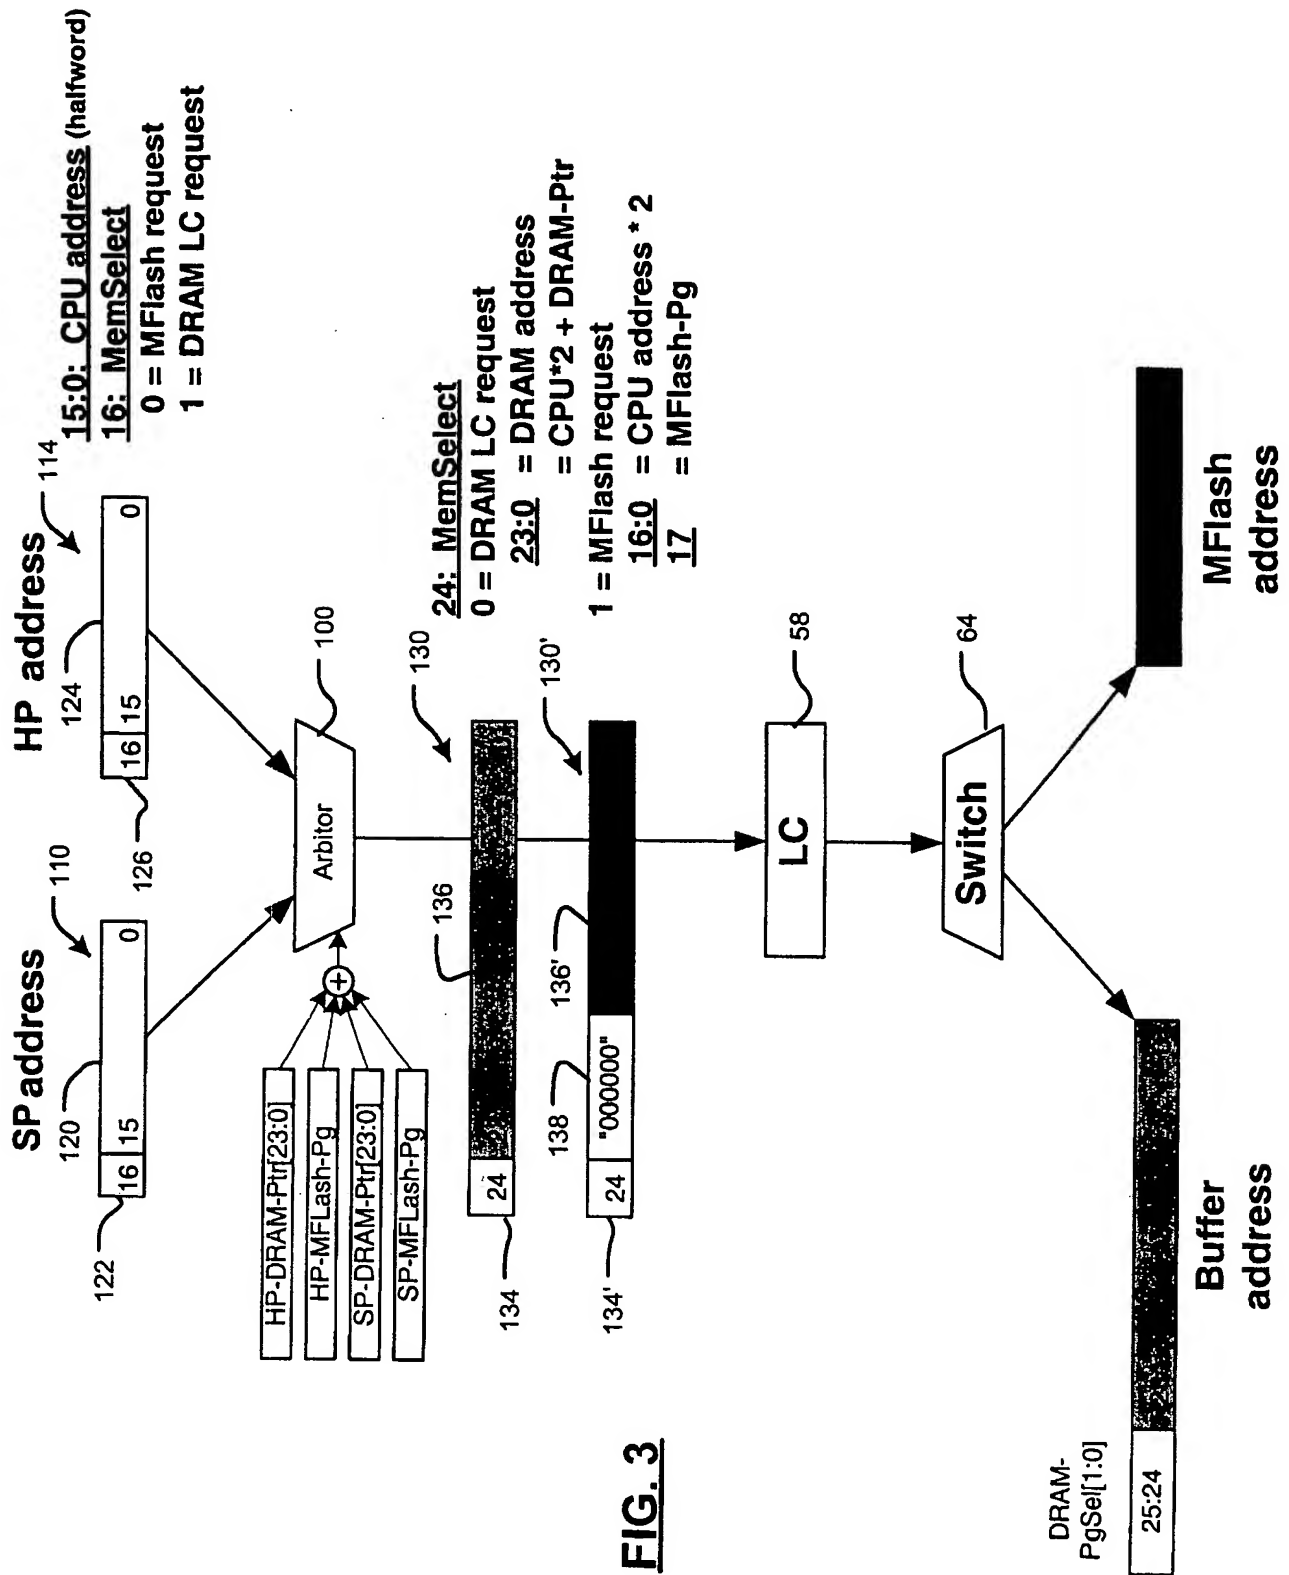 SP address
HP address
110
114
120
124
16
15
0
16
15
0
122
126
15:0: CPU address (halfword)
16: MemSelect
0 = MFlash request
1 = DRAM LC request
HP-DRAM-Ptr[23:0]
HP-MFLash-Pg
SP-DRAM-Ptr[23:0]
SP-MFLash-Pg
+
Arbitor
100
136
130
24
134
24: MemSelect
0 = DRAM LC request
23:0 = DRAM address
= CPU*2 + DRAM-Ptr
1 = MFlash request
16:0 = CPU address * 2
17 = MFlash-Pg
138
136'
130'
24
"000000"
134'
LC
58
Switch
64
DRAM-
PgSel[1:0]
25:24
Buffer
address
MFlash
address
FIG. 3